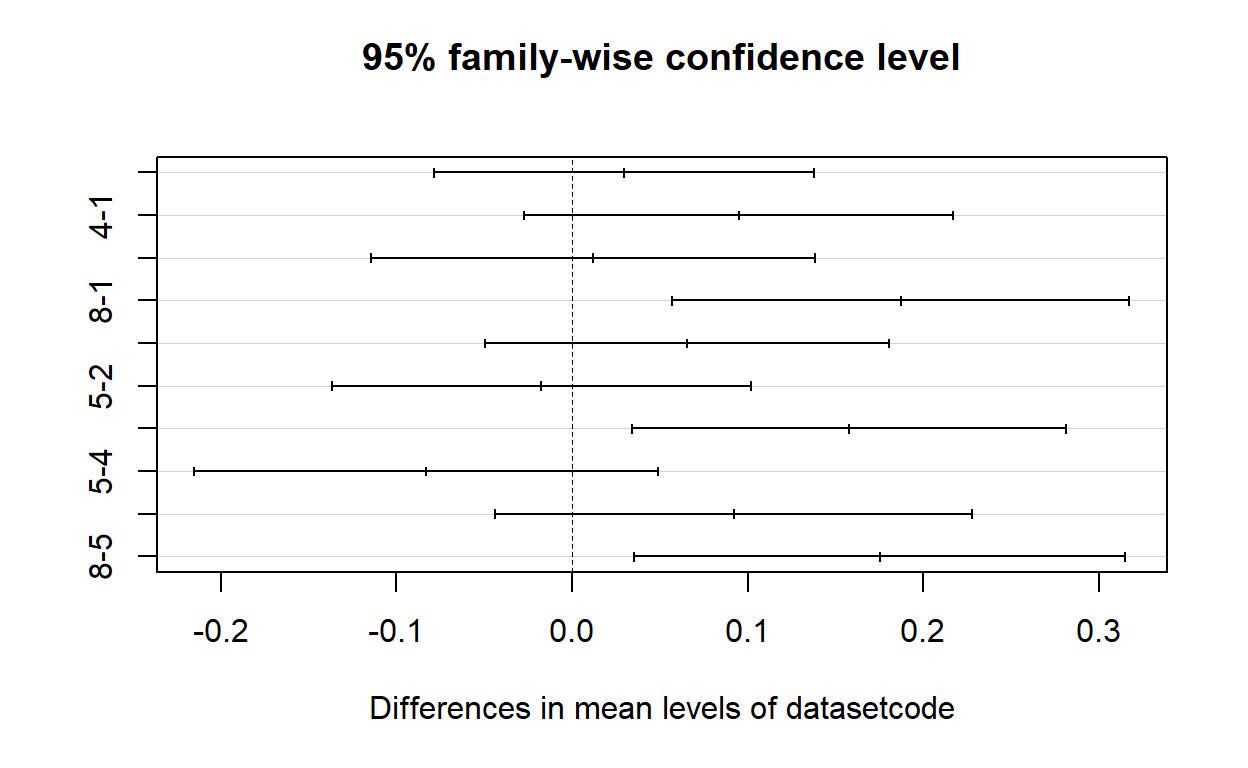 95% family-wise confidence level
4-1
8-1
5-2
5-4
8-5
-0.2 -0.1 0.0 0.1 0.2 0.3
Differences in mean levels of datasetcode